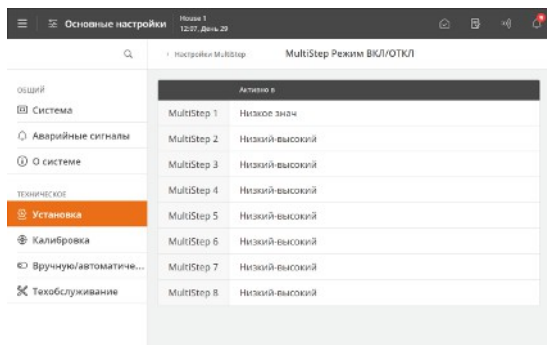 Основные настройки
House 1
12:07, День 29
Настройки MultiStep
MultiStep Режим ВКЛ/ОТКЛ
ОБЩИЙ
Система
Аварийные сигналы
О системе
ТЕХНИЧЕСКОЕ
Установка
Калибровка
Вручную/автоматиче...
Техобслуживание
Активно в
MultiStep 1 Низкое знач
MultiStep 2 Низкий-высокий
MultiStep 3 Низкий-высокий
MultiStep 4 Низкий-высокий
MultiStep 5 Низкий-высокий
MultiStep 6 Низкий-высокий
MultiStep 7 Низкий-высокий
MultiStep 8 Низкий-высокий